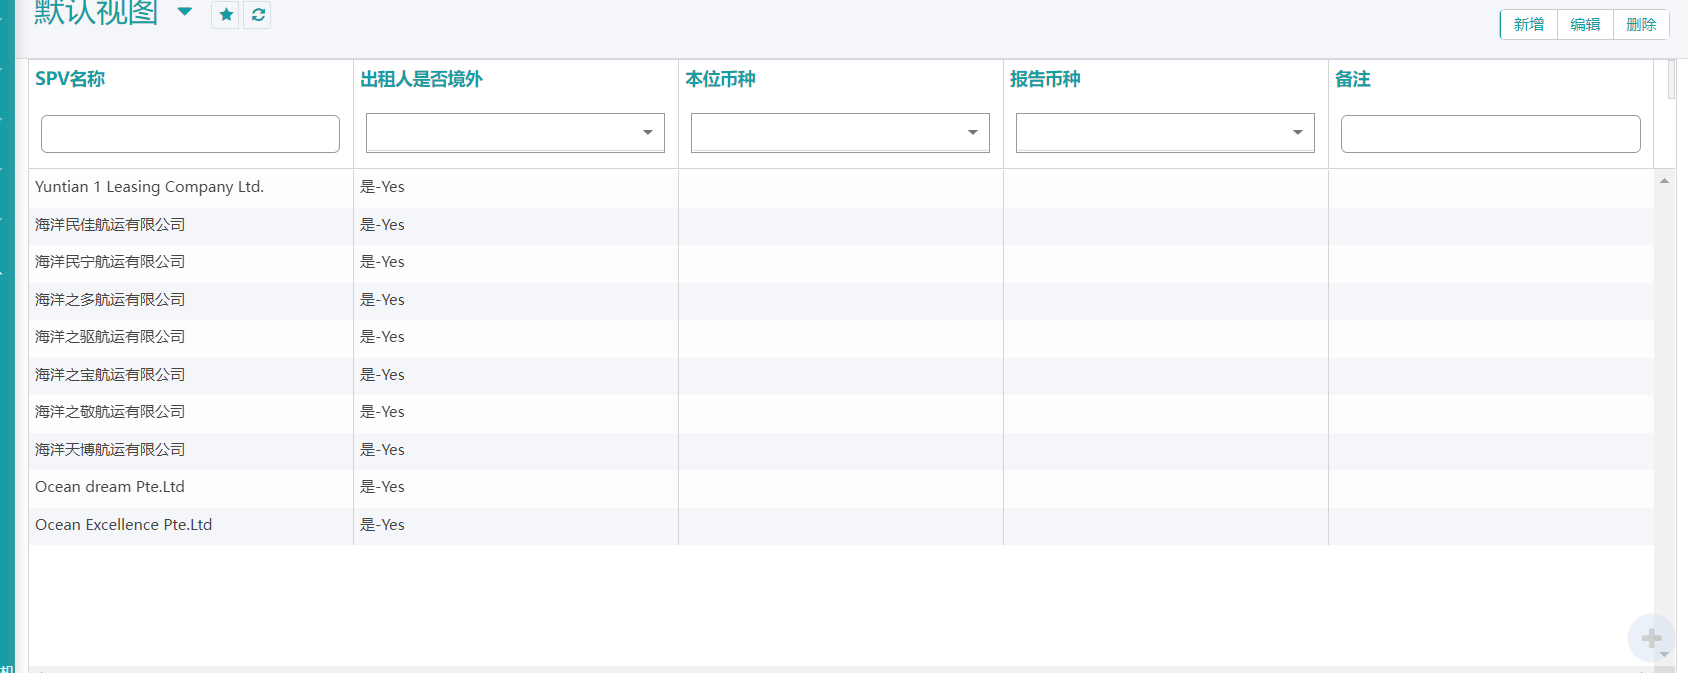 默认视图
新增 编辑 删除
SPV名称 出租人是否境外 本位币种 报告币种 备注
Yuntian 1 Leasing Company Ltd. 是-Yes
海洋民佳航运有限公司 是-Yes
海洋民宁航运有限公司 是-Yes
海洋之多航运有限公司 是-Yes
海洋之驱航运有限公司 是-Yes
海洋之宝航运有限公司 是-Yes
海洋之敬航运有限公司 是-Yes
海洋天博航运有限公司 是-Yes
Ocean dream Pte.Ltd 是-Yes
Ocean Excellence Pte.Ltd 是-Yes